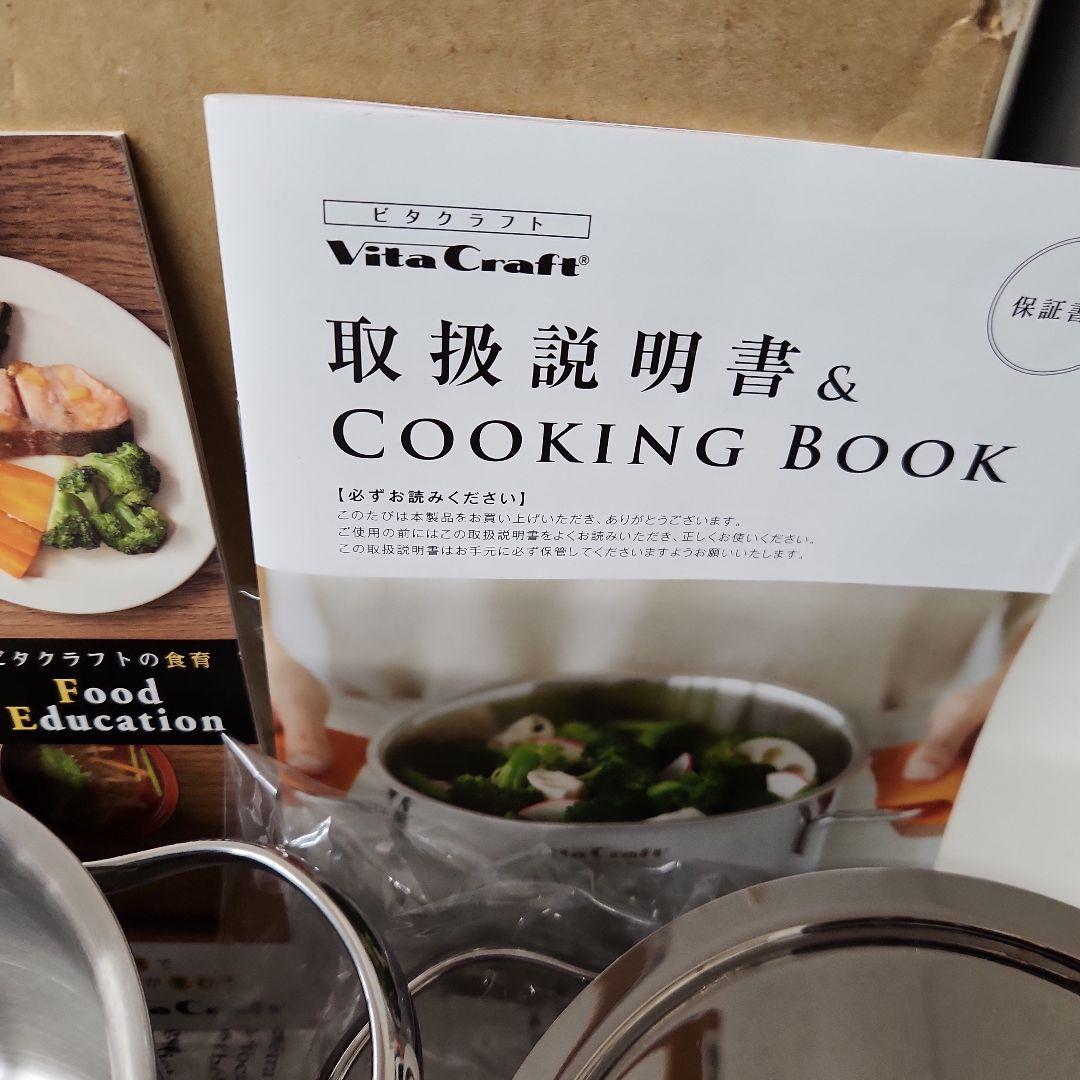 ビタクラフト
Vita Craft®
取扱説明書&
COOKING BOOK
保証書
【必ずお読みください】
このたびは本製品をお買い上げいただき、ありがとうございます。
ご使用の前にはこの取扱説明書をよくお読みいただき、正しくお使いください。
この取扱説明書はお手元に必ず保管してくださいますようお願いいたします。
ビタクラフトの食育
Food
Education
Vita Craft